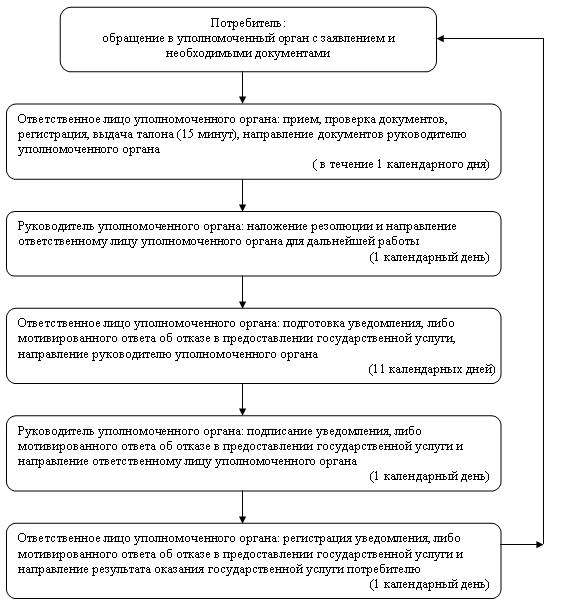 Потребитель:
обращение в уполномоченный орган с заявлением и
необходимыми документами
Ответственное лицо уполномоченного органа: прием, проверка документов,
регистрация, выдача талона (15 минут), направление документов руководителю
уполномоченного органа
( в течение 1 календарного дня)
Руководитель уполномоченного органа: наложение резолюции и направление
ответственному лицу уполномоченного органа для дальнейшей работы
(1 календарный день)
Ответственное лицо уполномоченного органа: подготовка уведомления, либо
мотивированного ответа об отказе в предоставлении государственной услуги,
направление руководителю уполномоченного органа
(11 календарных дней)
Руководитель уполномоченного органа: подписание уведомления, либо
мотивированного ответа об отказе в предоставлении государственной услуги и
направление ответственному лицу уполномоченного органа
(1 календарный день)
Ответственное лицо уполномоченного органа: регистрация уведомления, либо
мотивированного ответа об отказе в предоставлении государственной услуги и
направление результата оказания государственной услуги потребителю
(1 календарный день)